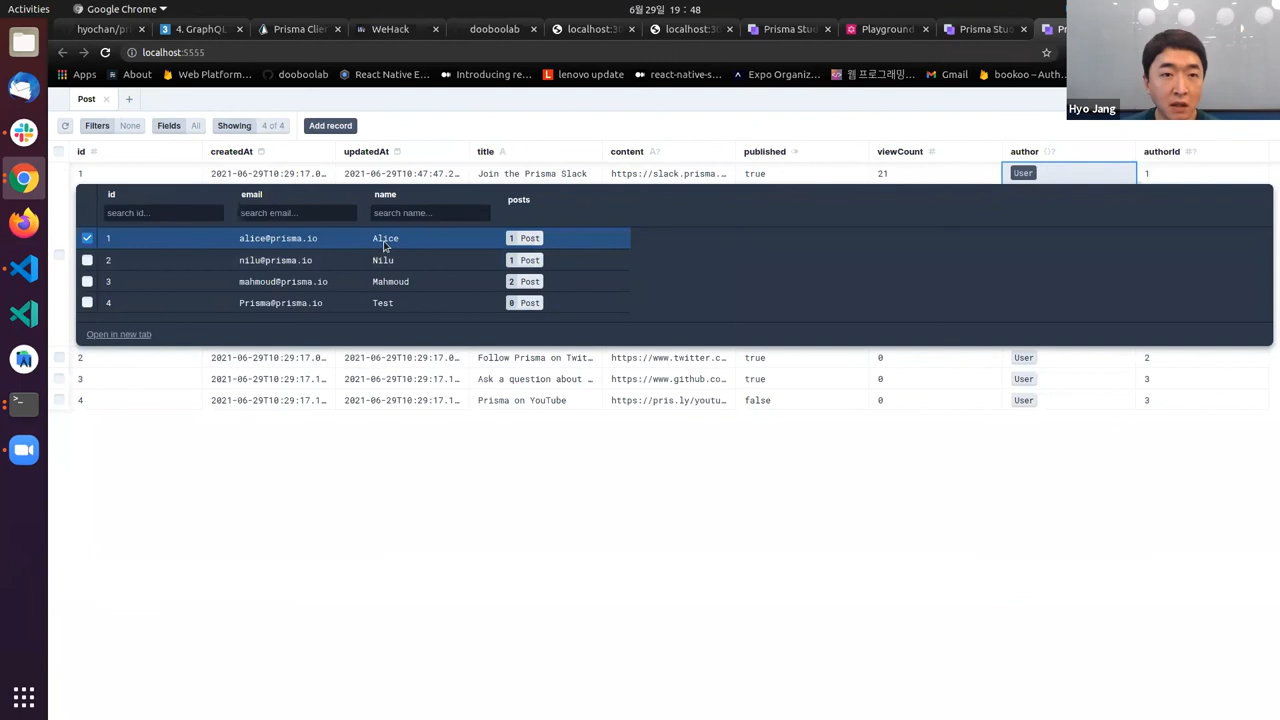 Activities
Google Chrome
6월 29일 19 : 48
hyochan/pri
4. GraphQL
Prisma Clien
WeHack
dooboolab
localhost:30
localhost:30
Prisma Stud
Playground
Prisma Stud
localhost:5555
Apps
About
Web Platform...
dooboolab
React Native E...
Introducing re...
lenovo update
react-native-s...
Expo Organiz...
웹 프로그래밍...
Gmail
bookoo – Auth...
Hyo Jang
Post
Filters None
Fields All
Showing 4 of 4
Add record
id createdAt updatedAt title content published viewCount author authorId
1 2021-06-29T10:29:17.0... 2021-06-29T10:47:47.2... Join the Prisma Slack https://slack.prisma.... true 21 User 1
id email name posts
search id... search email... search name...
1 alice@prisma.io Alice 1 Post
2 nilu@prisma.io Nilu 1 Post
3 mahmoud@prisma.io Mahmoud 2 Post
4 Prisma@prisma.io Test 0 Post
Open in new tab
2 2021-06-29T10:29:17.0... 2021-06-29T10:29:17.0... Follow Prisma on Twit... https://www.twitter.c... true 0 User 2
3 2021-06-29T10:29:17.1... 2021-06-29T10:29:17.1... Ask a question about ... https://www.github.co... true 0 User 3
4 2021-06-29T10:29:17.1... 2021-06-29T10:29:17.1... Prisma on YouTube https://pris.ly/youtu... false 0 User 3